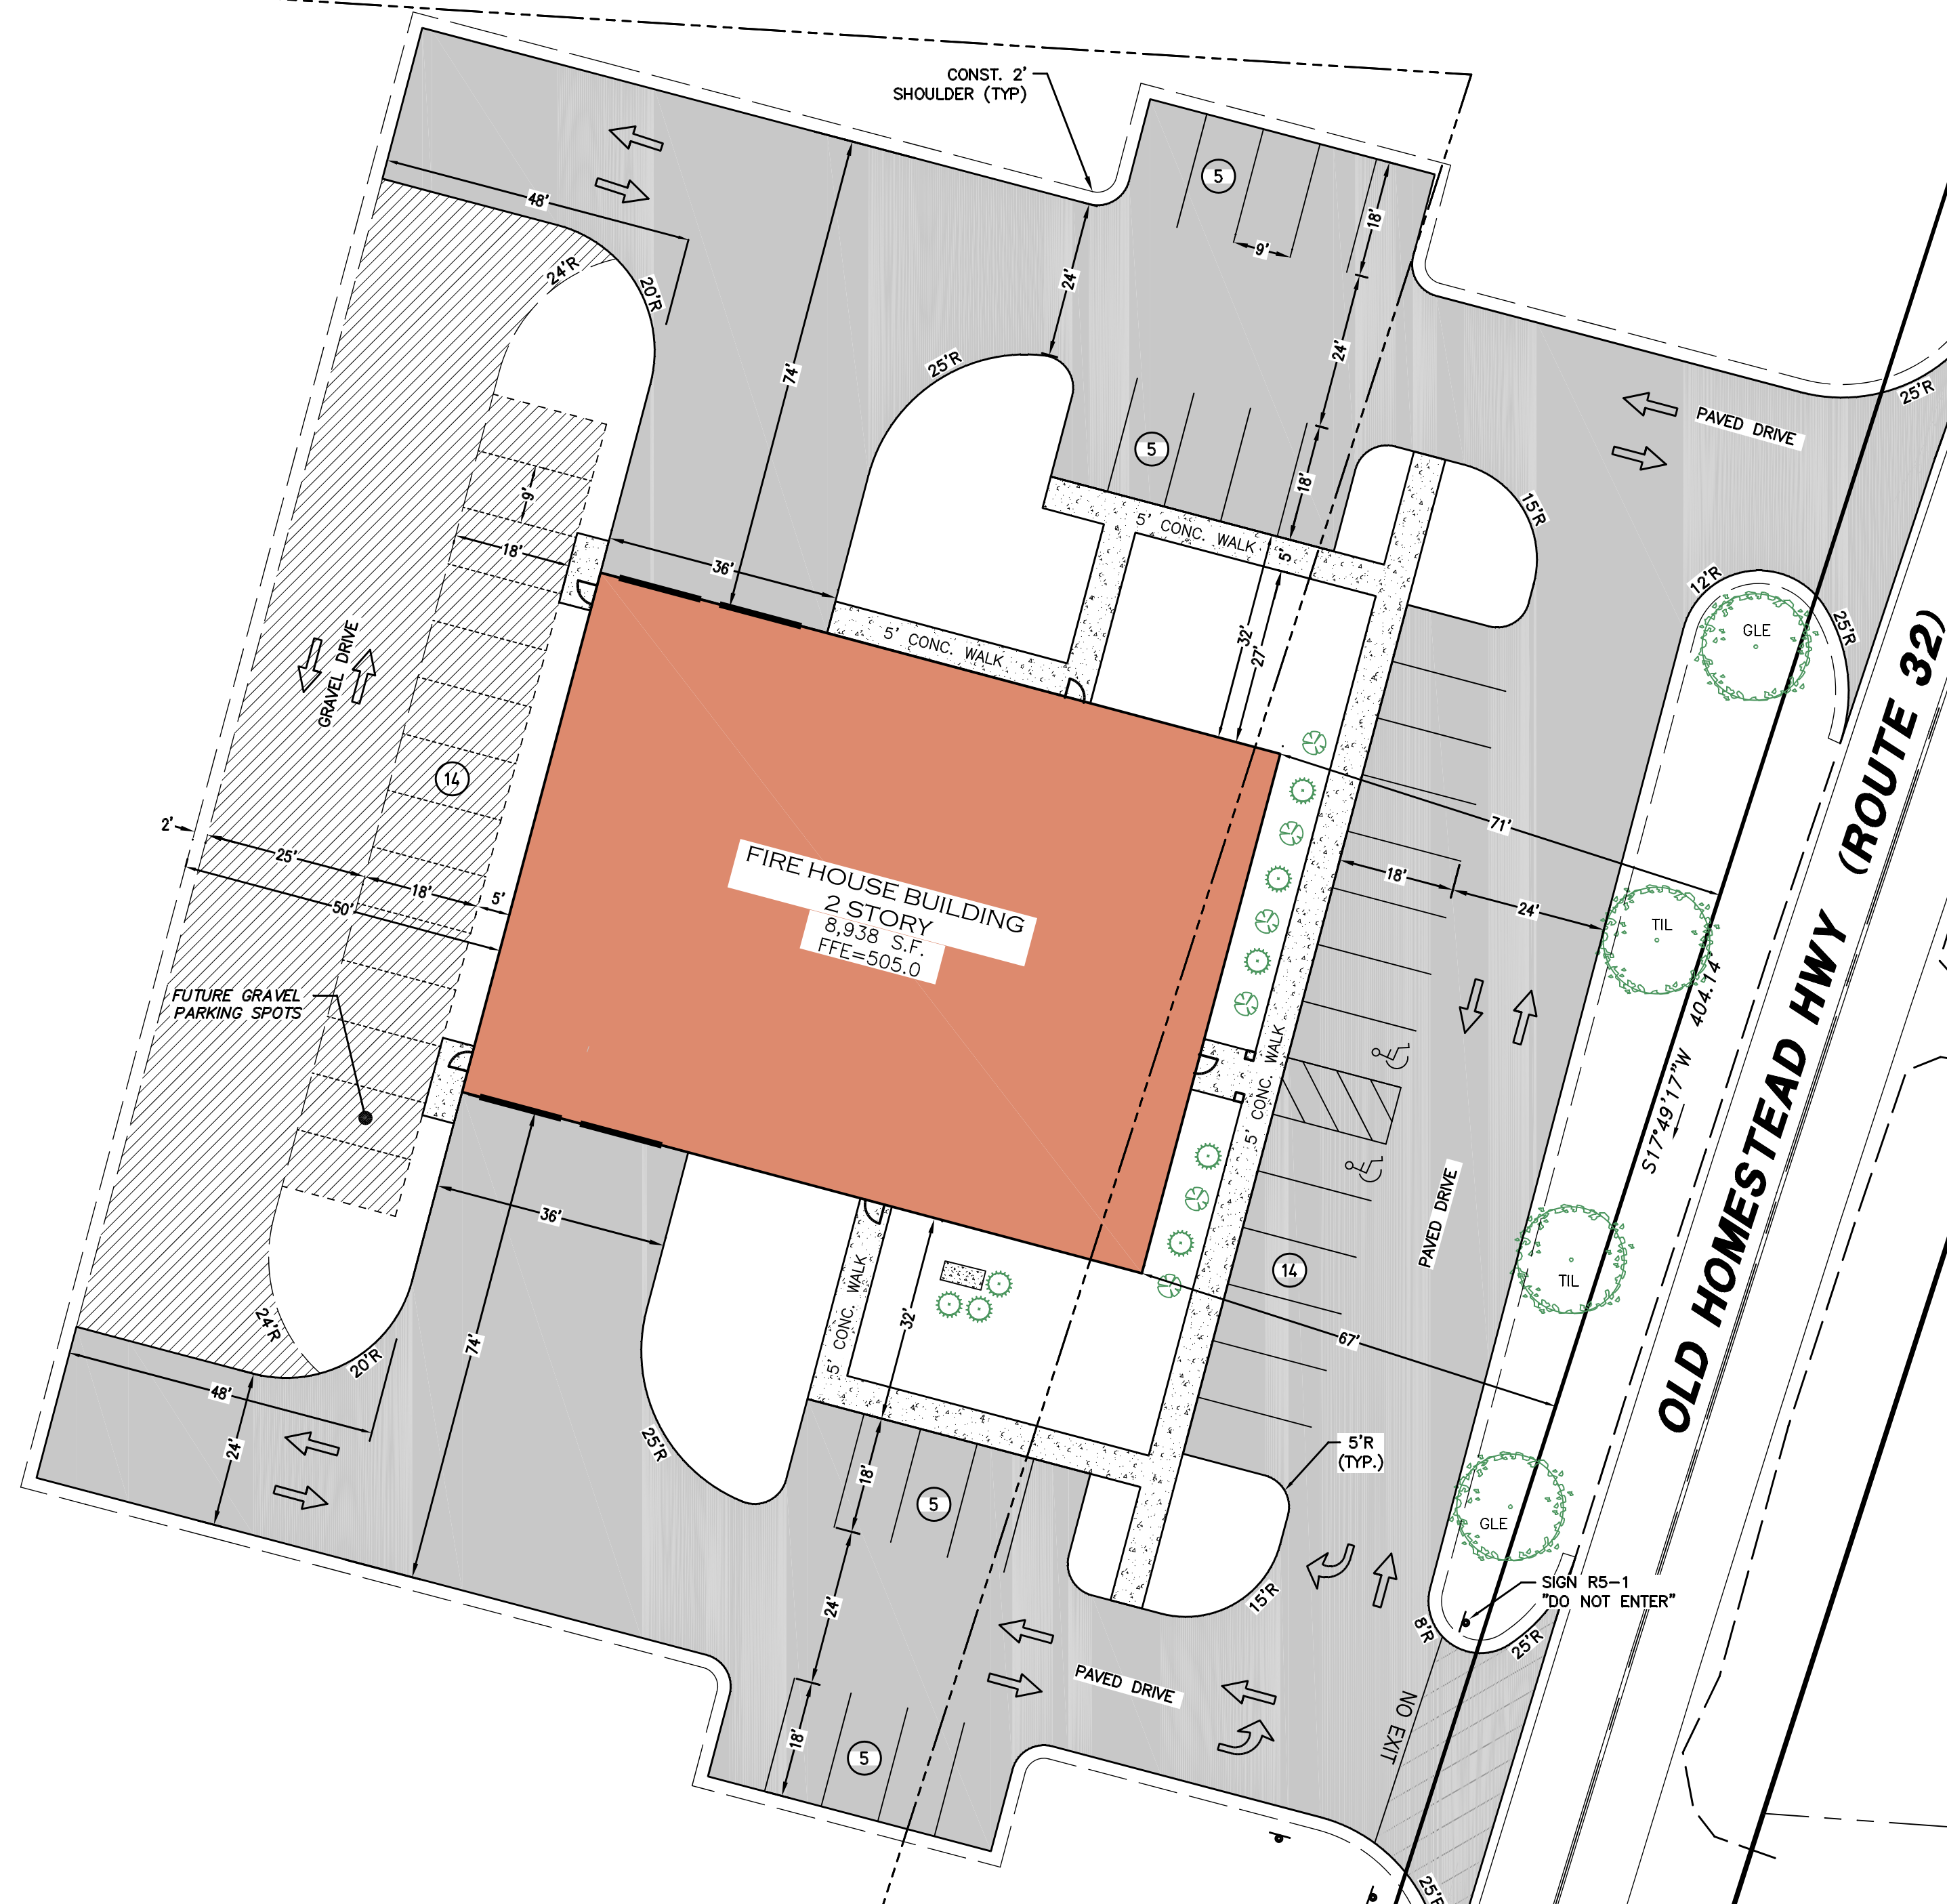 CONST. 2'
SHOULDER (TYP)
5
18'
9'
48'
24'R
20'R
24'
74'
25'R
24'
5
18'
25'R
PAVED DRIVE
15'R
9'
18'
36'
5' CONC. WALK
5'
12'R
GLE
25'R
5' CONC. WALK
32'
27'
GRAVEL DRIVE
14
2'
25'
18'
5'
50'
71'
18'
24'
TIL
FIRE HOUSE BUILDING
2 STORY
8,938 S.F.
FFE=505.0
FUTURE GRAVEL
PARKING SPOTS
S17°49'17"W 404.14'
OLD HOMESTEAD HWY (ROUTE 32)
5' CONC. WALK
PAVED DRIVE
TIL
14
36'
5' CONC. WALK
32'
67'
74'
24'R
20'R
48'
24'
25'R
18'
5
5'R
(TYP.)
GLE
SIGN R5-1
"DO NOT ENTER"
15'R
8'R
25'R
24'
PAVED DRIVE
NO EXIT
18'
5
25'R